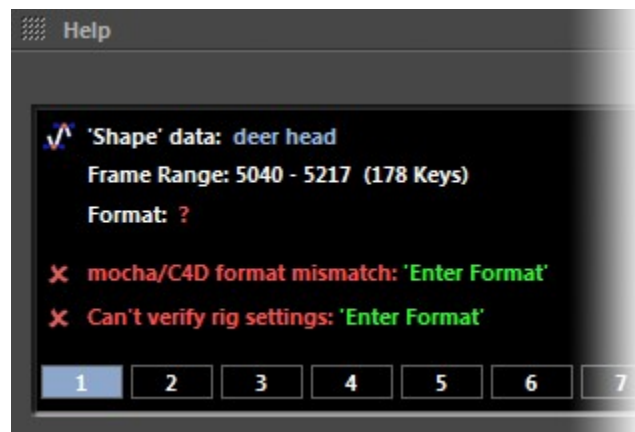 Help
'Shape' data: deer head
Frame Range: 5040 - 5217 (178 Keys)
Format: ?
x mocha/C4D format mismatch: 'Enter Format'
x Can't verify rig settings: 'Enter Format'
1 2 3 4 5 6 7